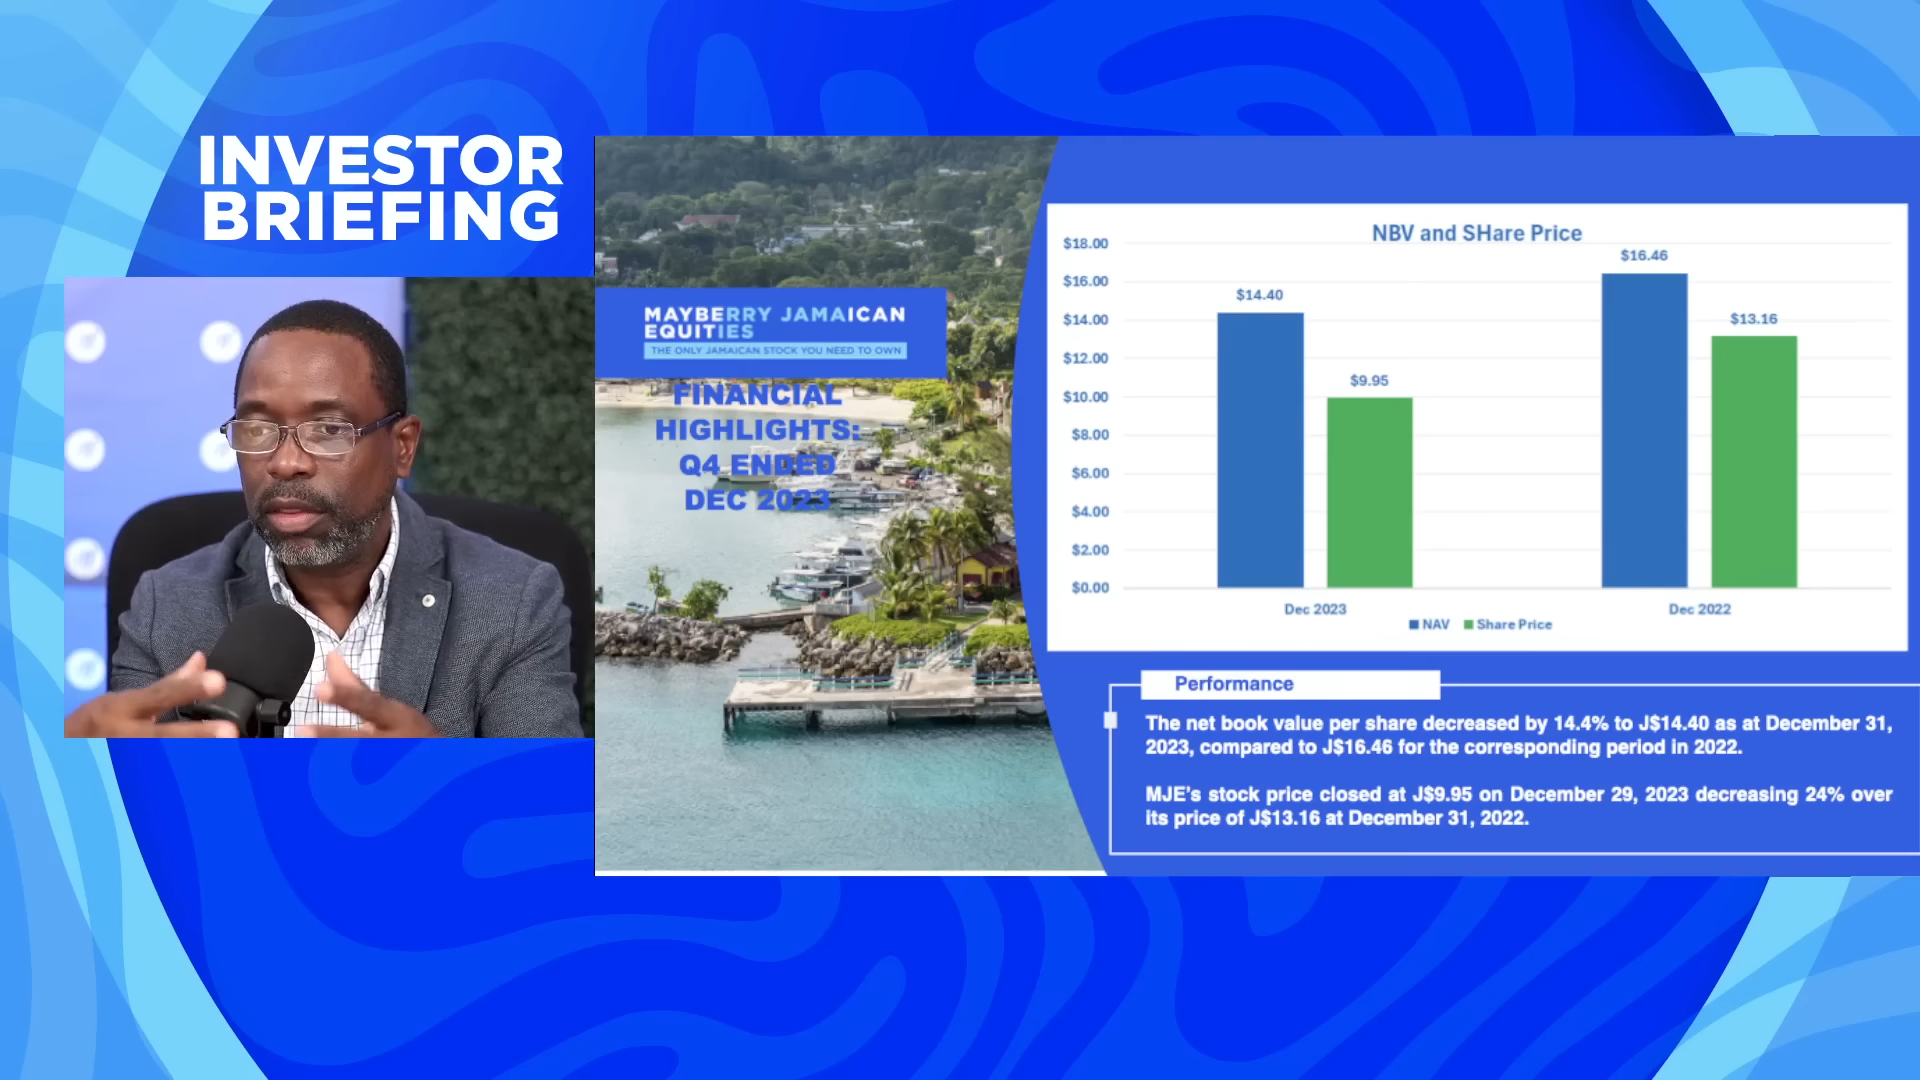 INVESTOR
BRIEFING
MAYBERRY JAMAICAN
EQUITIES
THE ONLY JAMAICAN STOCK YOU NEED TO OWN
FINANCIAL
HIGHLIGHTS:
Q4 ENDED
DEC 2023
NBV and SHare Price
$18.00
$16.00
$14.00
$12.00
$10.00
$8.00
$6.00
$4.00
$2.00
$0.00
$14.40
$9.95
$16.46
$13.16
Dec 2023
Dec 2022
NAV
Share Price
Performance
The net book value per share decreased by 14.4% to J$14.40 as at December 31,
2023, compared to J$16.46 for the corresponding period in 2022.
MJE's stock price closed at J$9.95 on December 29, 2023 decreasing 24% over
its price of J$13.16 at December 31, 2022.